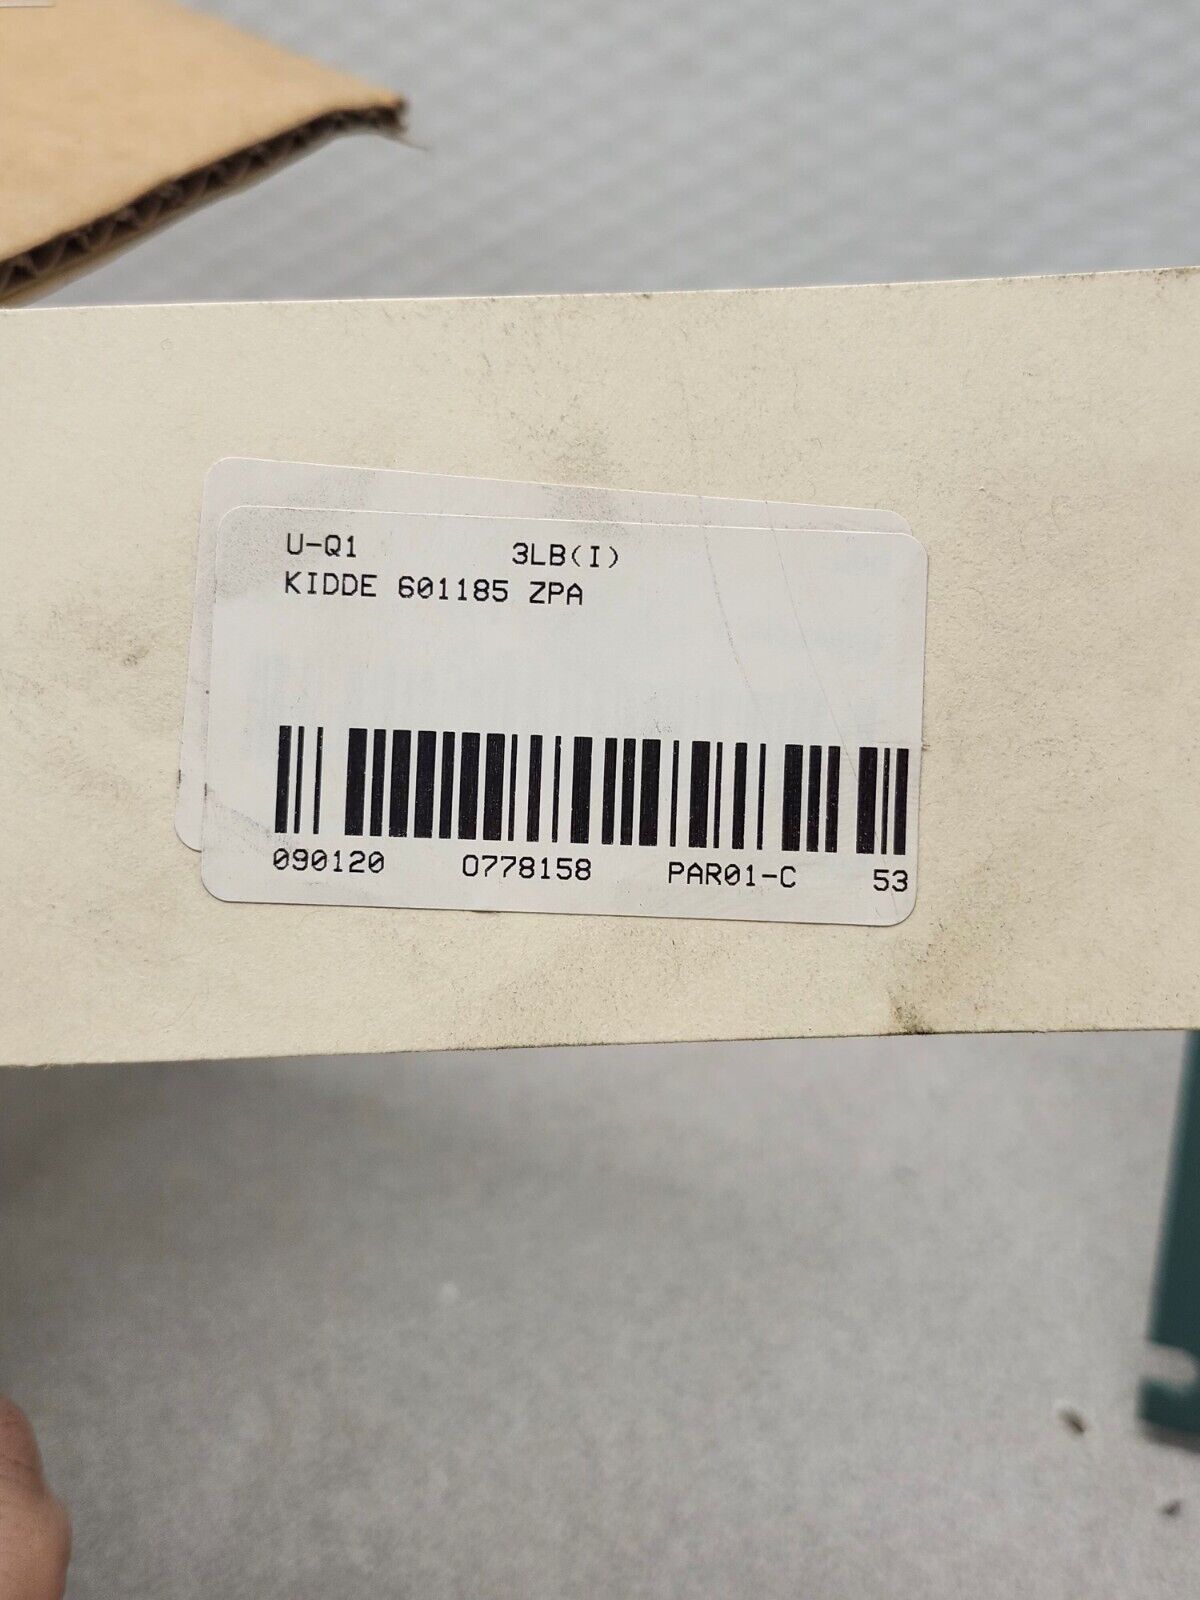 U-Q1 3LB(I)
KIDDE 601185 ZPA
090120 0778158 PAR01-C 53